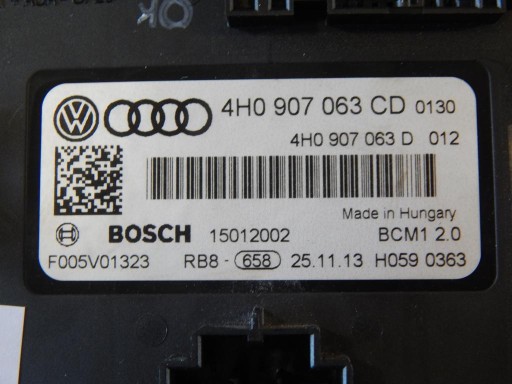 OK
4H0 907 063 CD 0130
4H0 907 063 D 012
Made in Hungary
BOSCH 15012002 BCM1 2.0
F005V01323 RB8 - 658 25.11.13 H059 0363